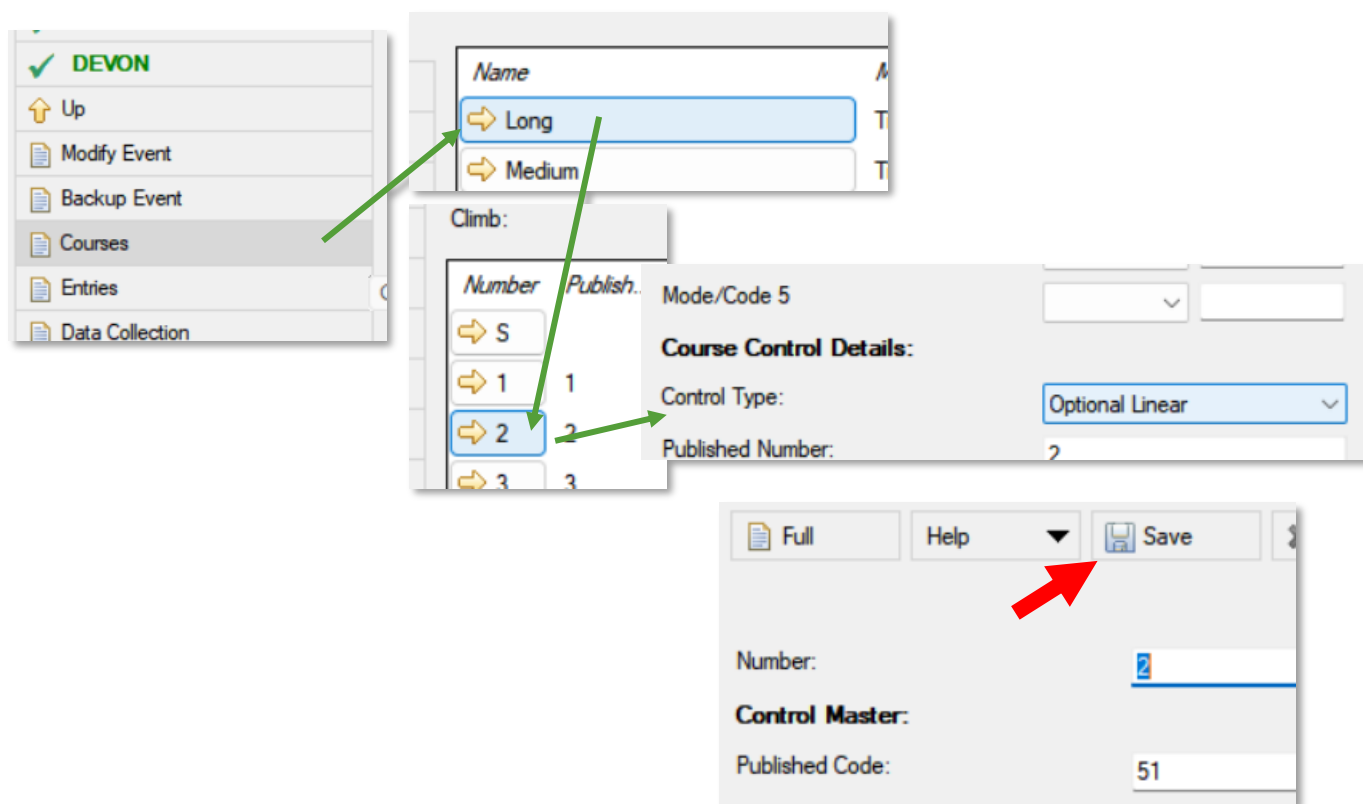 DEVON
Up
Modify Event
Backup Event
Courses
Entries
Data Collection
Name
Long
Medium
Climb:
Number Publish..
S
1 1
2 2
3 3
Mode/Code 5
Course Control Details:
Control Type: Optional Linear
Published Number: 2
Full Help Save
Number: 2
Control Master:
Published Code: 51